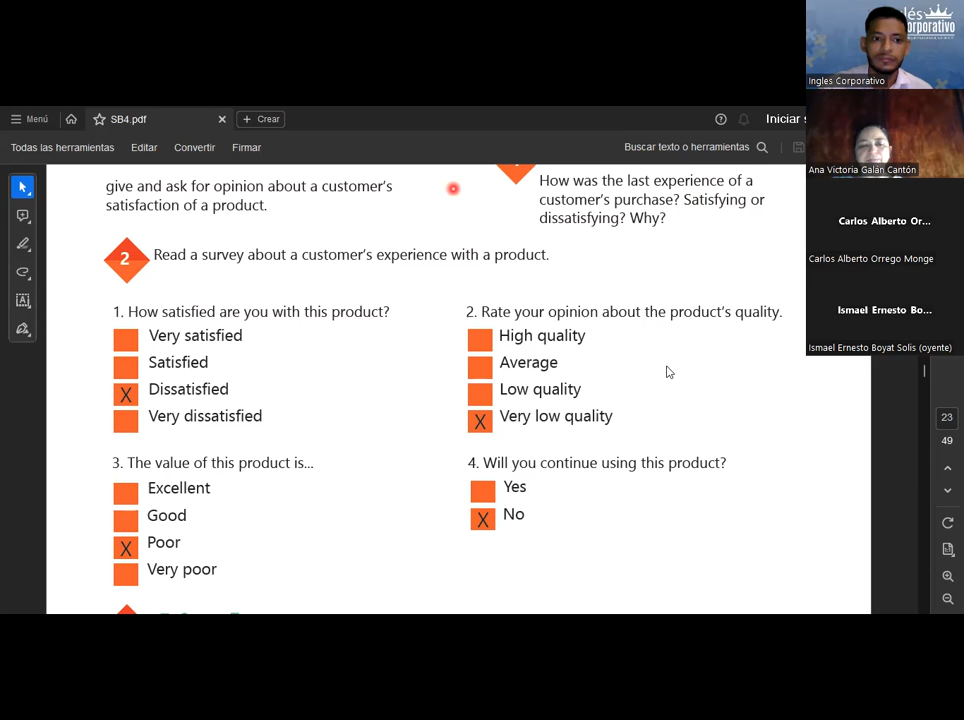 lés
orporativo
Ingles Corporativo
Menú
SB4.pdf
Crear
Iniciar s
Todas las herramientas
Editar
Convertir
Firmar
Buscar texto o herramientas
Ana Victoria Galán Cantón
give and ask for opinion about a customer's
satisfaction of a product.
How was the last experience of a
customer's purchase? Satisfying or
dissatisfying? Why?
Carlos Alberto Or...
Carlos Alberto Orrego Monge
2
Read a survey about a customer's experience with a product.
Ismael Ernesto Bo...
Ismael Ernesto Boyat Solis (oyente)
1. How satisfied are you with this product?
Very satisfied
Satisfied
X Dissatisfied
Very dissatisfied
2. Rate your opinion about the product's quality.
High quality
Average
Low quality
X Very low quality
3. The value of this product is...
Excellent
Good
X Poor
Very poor
4. Will you continue using this product?
Yes
X No
23
49